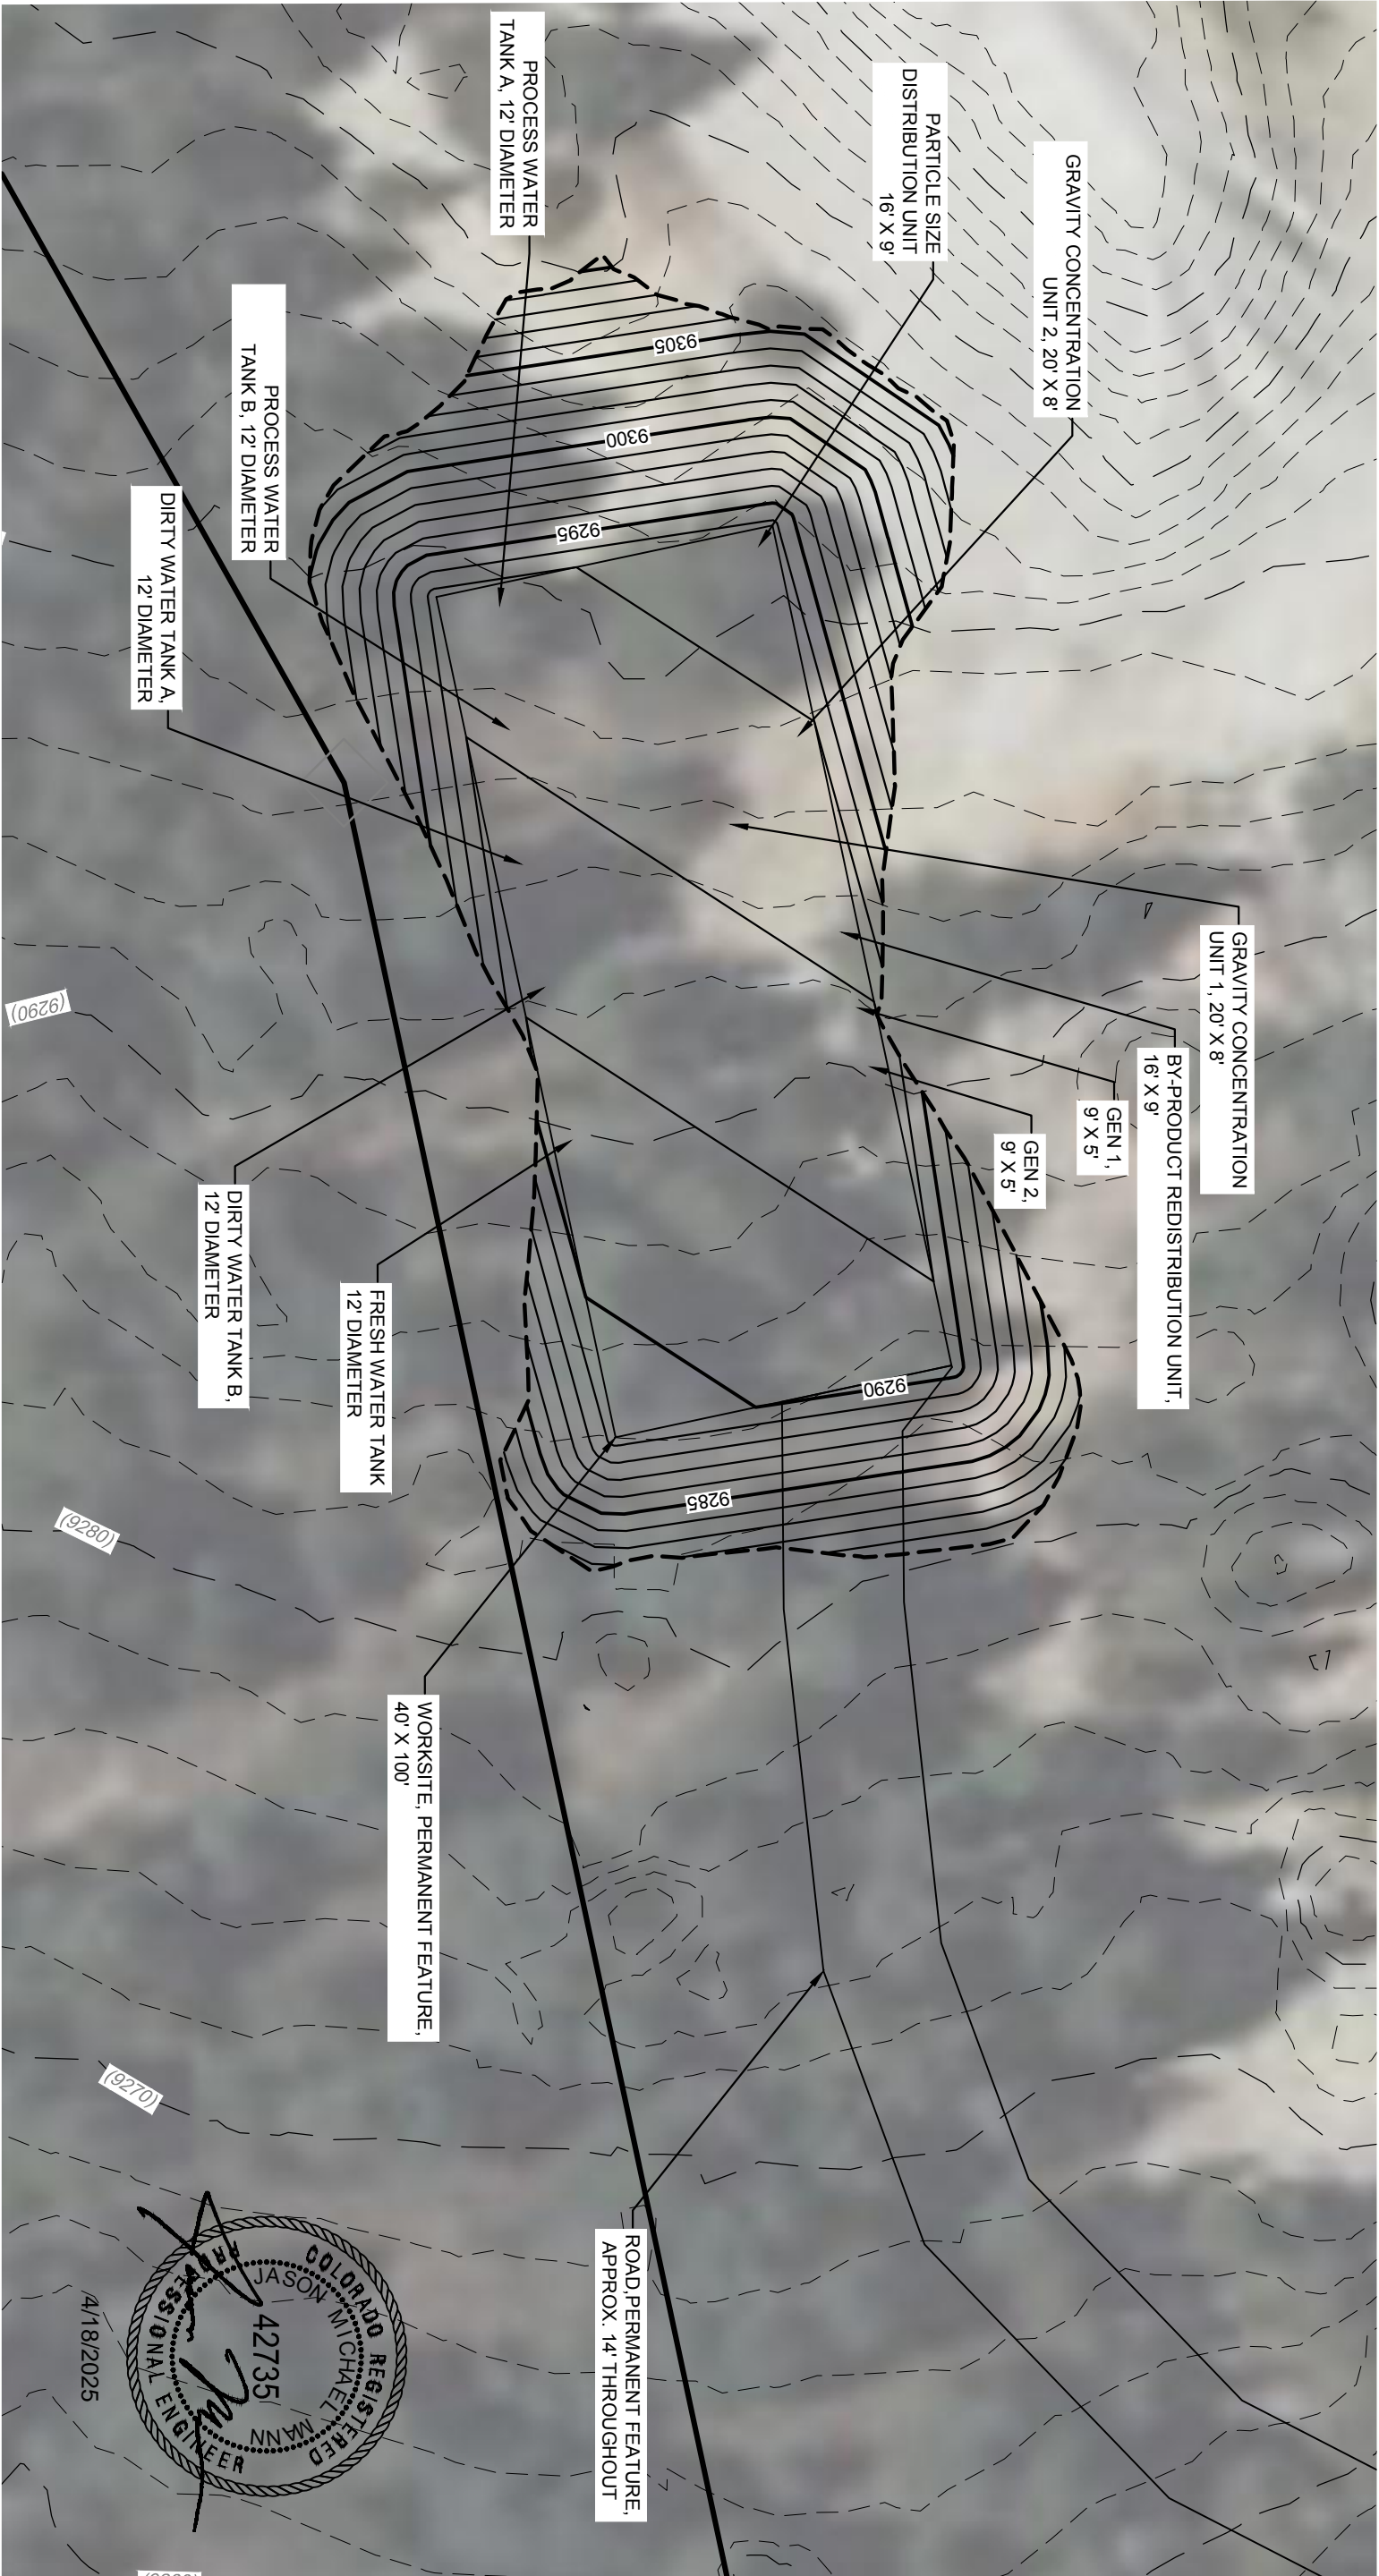 GRAVITY CONCENTRATION
UNIT 1, 20' X 8'
BY-PRODUCT REDISTRIBUTION UNIT,
16' X 9'
GEN 1,
9' X 5'
GEN 2,
9' X 5'
GRAVITY CONCENTRATION
UNIT 2, 20' X 8'
PARTICLE SIZE
DISTRIBUTION UNIT
16' X 9'
PROCESS WATER
TANK A, 12' DIAMETER
PROCESS WATER
TANK B, 12' DIAMETER
DIRTY WATER TANK A,
12' DIAMETER
DIRTY WATER TANK B,
12' DIAMETER
FRESH WATER TANK
12' DIAMETER
WORKSITE, PERMANENT FEATURE,
40' X 100'
ROAD,PERMANENT FEATURE,
APPROX. 14' THROUGHOUT
9305
9300
9295
9290
9285
(9290)
(9280)
(9270)
COLORADO REGISTERED
JASON MICHAEL MANN
42735
PROFESSIONAL ENGINEER
4/18/2025